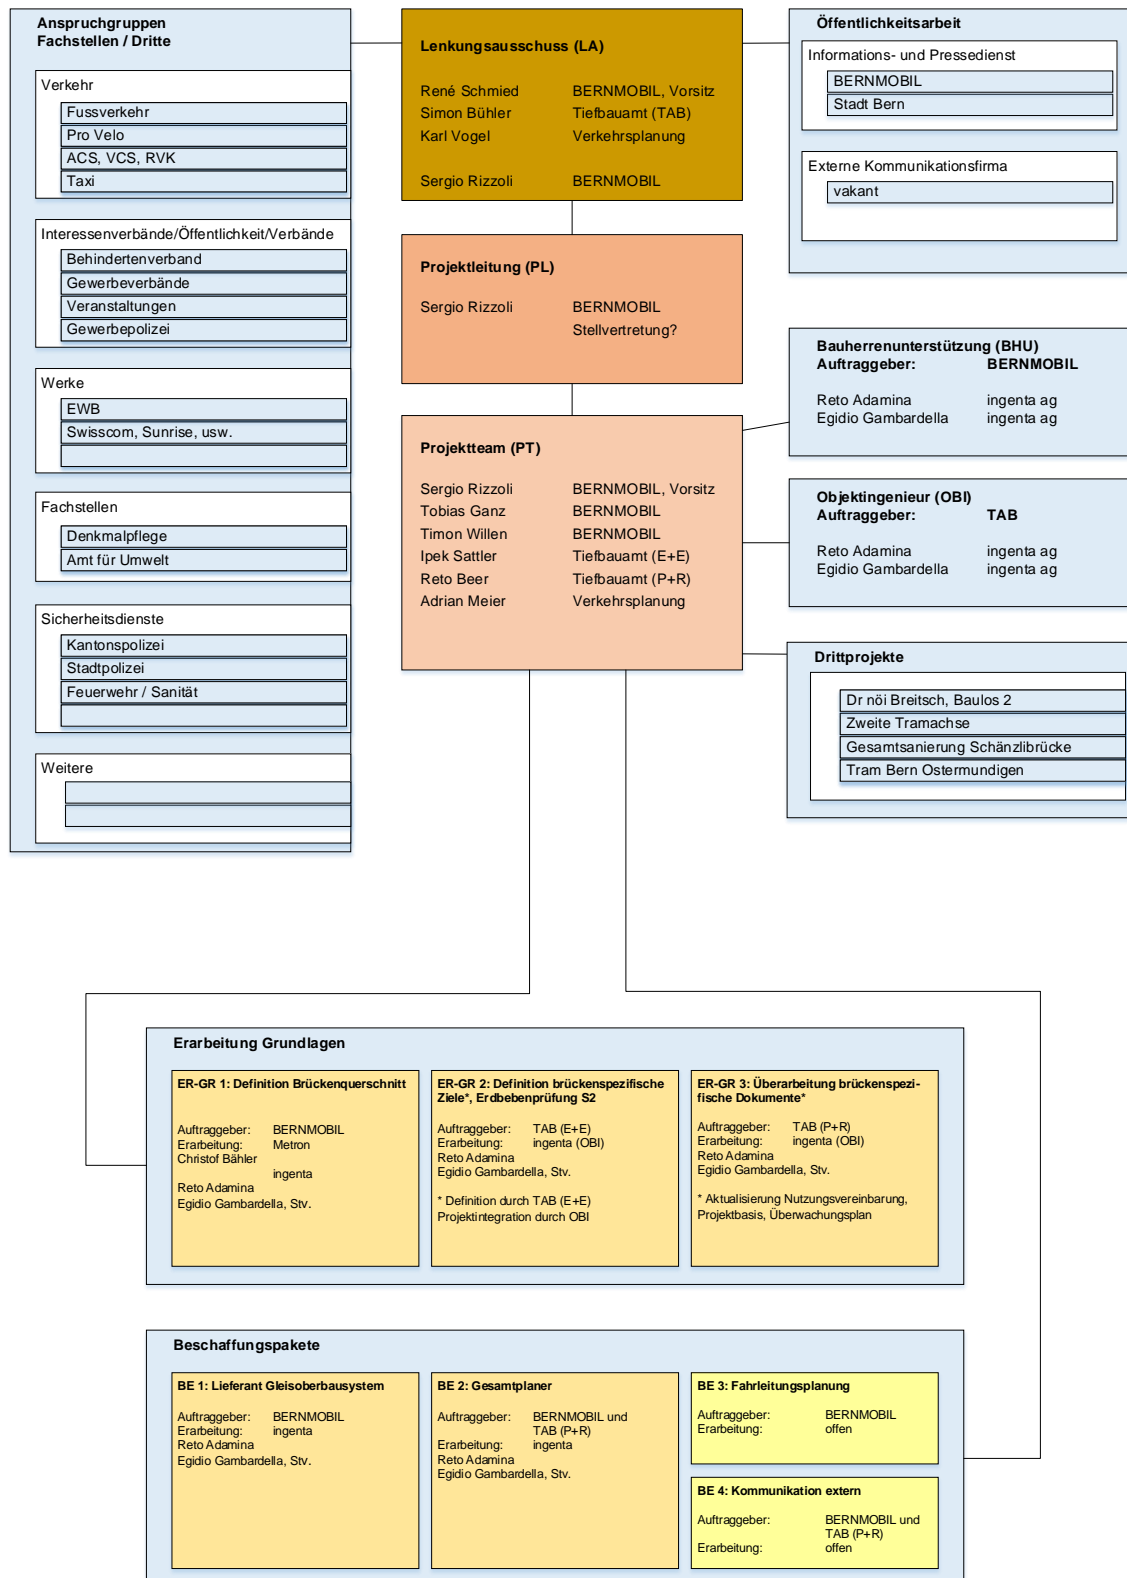 Anspruchgruppen
Fachstellen / Dritte
Verkehr
Fussverkehr
Pro Velo
ACS, VCS, RVK
Taxi
Interessenverbände/Öffentlichkeit/Verbände
Behindertenverband
Gewerbeverbände
Veranstaltungen
Gewerbepolizei
Werke
EWB
Swisscom, Sunrise, usw.
Fachstellen
Denkmalpflege
Amt für Umwelt
Sicherheitsdienste
Kantonspolizei
Stadtpolizei
Feuerwehr / Sanität
Weitere
Lenkungsausschuss (LA)
René Schmied BERNMOBIL, Vorsitz
Simon Bühler Tiefbauamt (TAB)
Karl Vogel Verkehrsplanung
Sergio Rizzoli BERNMOBIL
Projektleitung (PL)
Sergio Rizzoli BERNMOBIL
Stellvertretung?
Projektteam (PT)
Sergio Rizzoli BERNMOBIL, Vorsitz
Tobias Ganz BERNMOBIL
Timon Willen BERNMOBIL
Ipek Sattler Tiefbauamt (E+E)
Reto Beer Tiefbauamt (P+R)
Adrian Meier Verkehrsplanung
Öffentlichkeitsarbeit
Informations- und Pressedienst
BERNMOBIL
Stadt Bern
Externe Kommunikationsfirma
vakant
Bauherrenunterstützung (BHU)
Auftraggeber: BERNMOBIL
Reto Adamina ingenta ag
Egidio Gambardella ingenta ag
Objektingenieur (OBI)
Auftraggeber: TAB
Reto Adamina ingenta ag
Egidio Gambardella ingenta ag
Drittprojekte
Dr nöi Breitsch, Baulos 2
Zweite Tramachse
Gesamtsanierung Schänzlibrücke
Tram Bern Ostermundigen
Erarbeitung Grundlagen
ER-GR 1: Definition Brückenquerschnitt
Auftraggeber: BERNMOBIL
Erarbeitung: Metron
Christof Bähler
ingenta
Reto Adamina
Egidio Gambardella, Stv.
ER-GR 2: Definition brückenspezifische
Ziele*, Erdbebenprüfung S2
Auftraggeber: TAB (E+E)
Erarbeitung: ingenta (OBI)
Reto Adamina
Egidio Gambardella, Stv.
* Definition durch TAB (E+E)
Projektintegration durch OBI
ER-GR 3: Überarbeitung brückenspezi-
fische Dokumente*
Auftraggeber: TAB (P+R)
Erarbeitung: ingenta (OBI)
Reto Adamina
Egidio Gambardella, Stv.
* Aktualisierung Nutzungsvereinbarung,
Projektbasis, Überwachungsplan
Beschaffungspakete
BE 1: Lieferant Gleisoberbausystem
Auftraggeber: BERNMOBIL
Erarbeitung: ingenta
Reto Adamina
Egidio Gambardella, Stv.
BE 2: Gesamtplaner
Auftraggeber: BERNMOBIL und
TAB (P+R)
Erarbeitung: ingenta
Reto Adamina
Egidio Gambardella, Stv.
BE 3: Fahrleitungsplanung
Auftraggeber: BERNMOBIL
Erarbeitung: offen
BE 4: Kommunikation extern
Auftraggeber: BERNMOBIL und
TAB (P+R)
Erarbeitung: offen